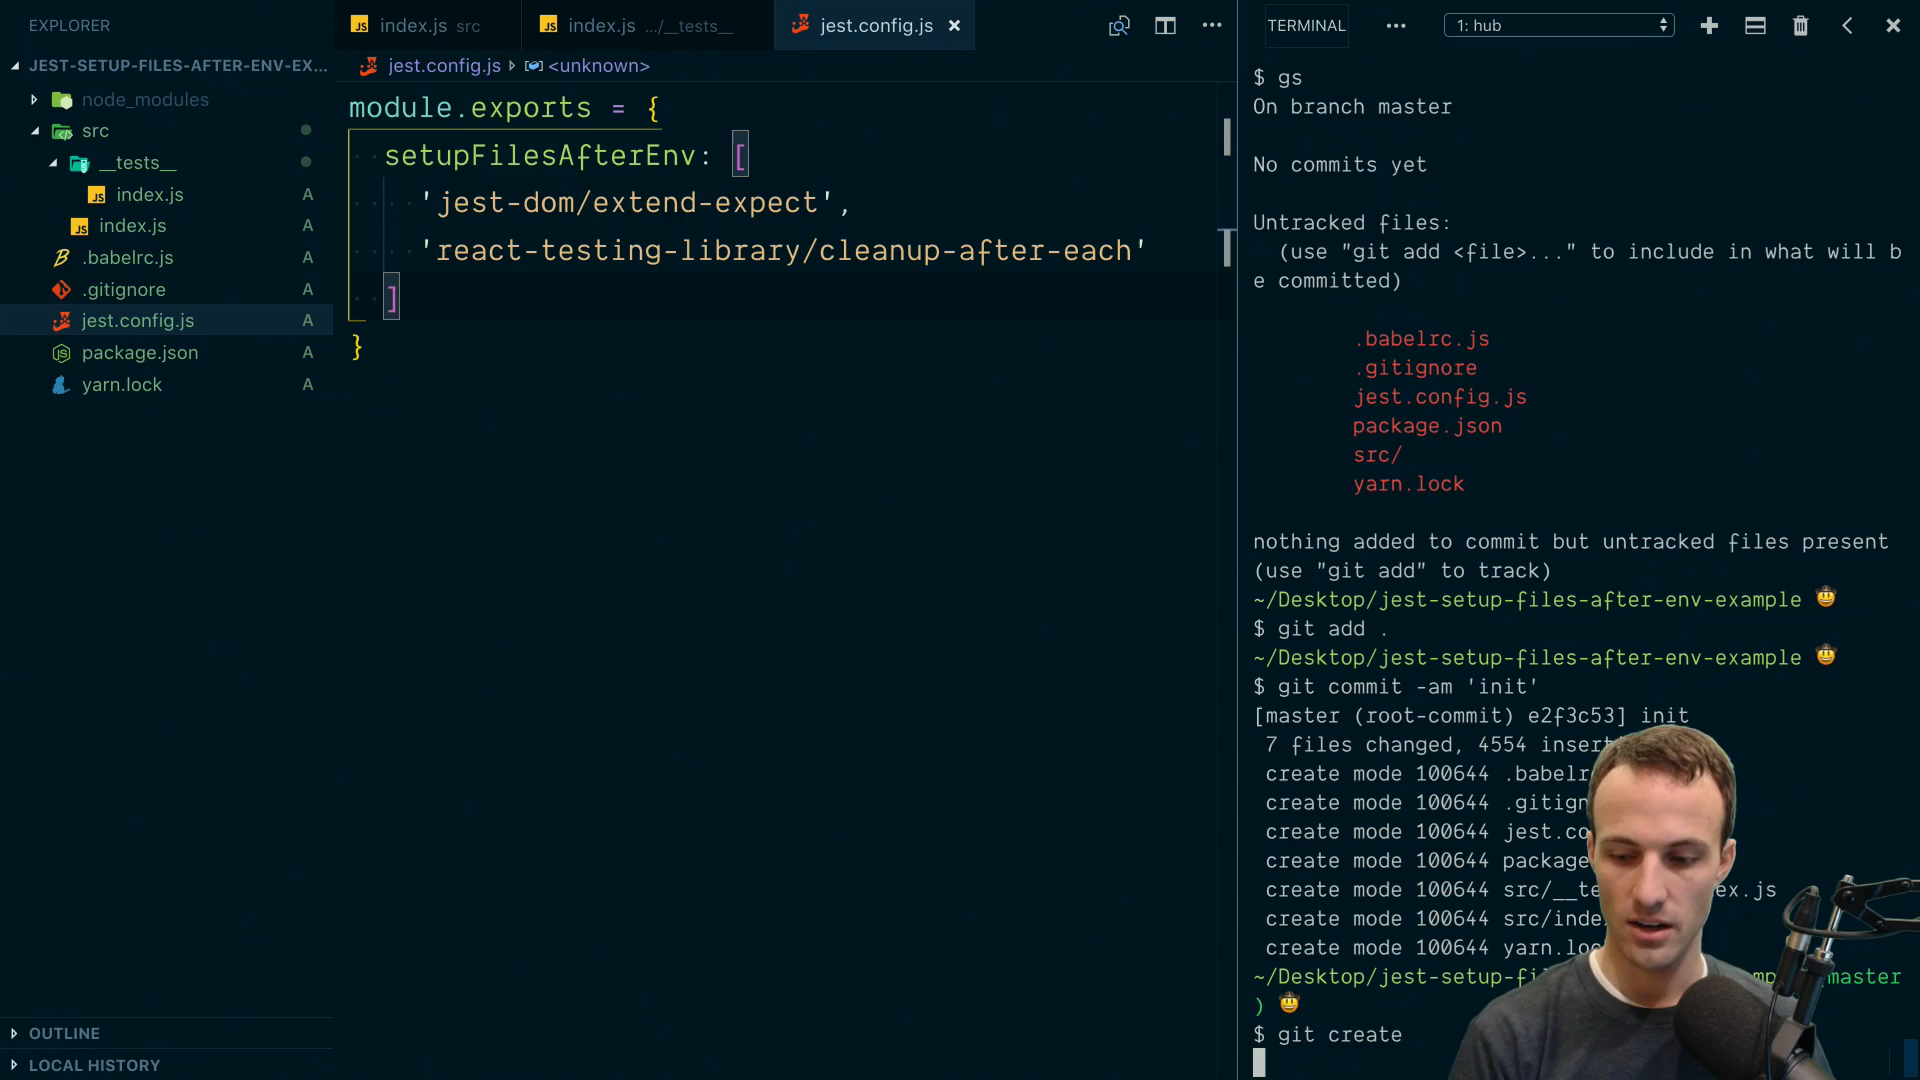 EXPLORER
JEST-SETUP-FILES-AFTER-ENV-EX...
node_modules
src
__tests__
index.js A
index.js A
.babelrc.js A
.gitignore A
jest.config.js A
package.json A
yarn.lock A
OUTLINE
LOCAL HISTORY
index.js src
index.js .../__tests__
jest.config.js
jest.config.js <unknown>
module.exports = {
setupFilesAfterEnv: [
'jest-dom/extend-expect',
'react-testing-library/cleanup-after-each'
]
}
TERMINAL
1: hub
$ gs
On branch master
No commits yet
Untracked files:
(use "git add <file>..." to include in what will b
e committed)
.babelrc.js
.gitignore
jest.config.js
package.json
src/
yarn.lock
nothing added to commit but untracked files present
(use "git add" to track)
~/Desktop/jest-setup-files-after-env-example 🤠
$ git add .
~/Desktop/jest-setup-files-after-env-example 🤠
$ git commit -am 'init'
[master (root-commit) e2f3c53] init
7 files changed, 4554 insert
create mode 100644 .babelr
create mode 100644 .gitign
create mode 100644 jest.co
create mode 100644 package
create mode 100644 src/__te ex.js
create mode 100644 src/inde
create mode 100644 yarn.loc
~/Desktop/jest-setup-fi mp master
) 🤠
$ git create